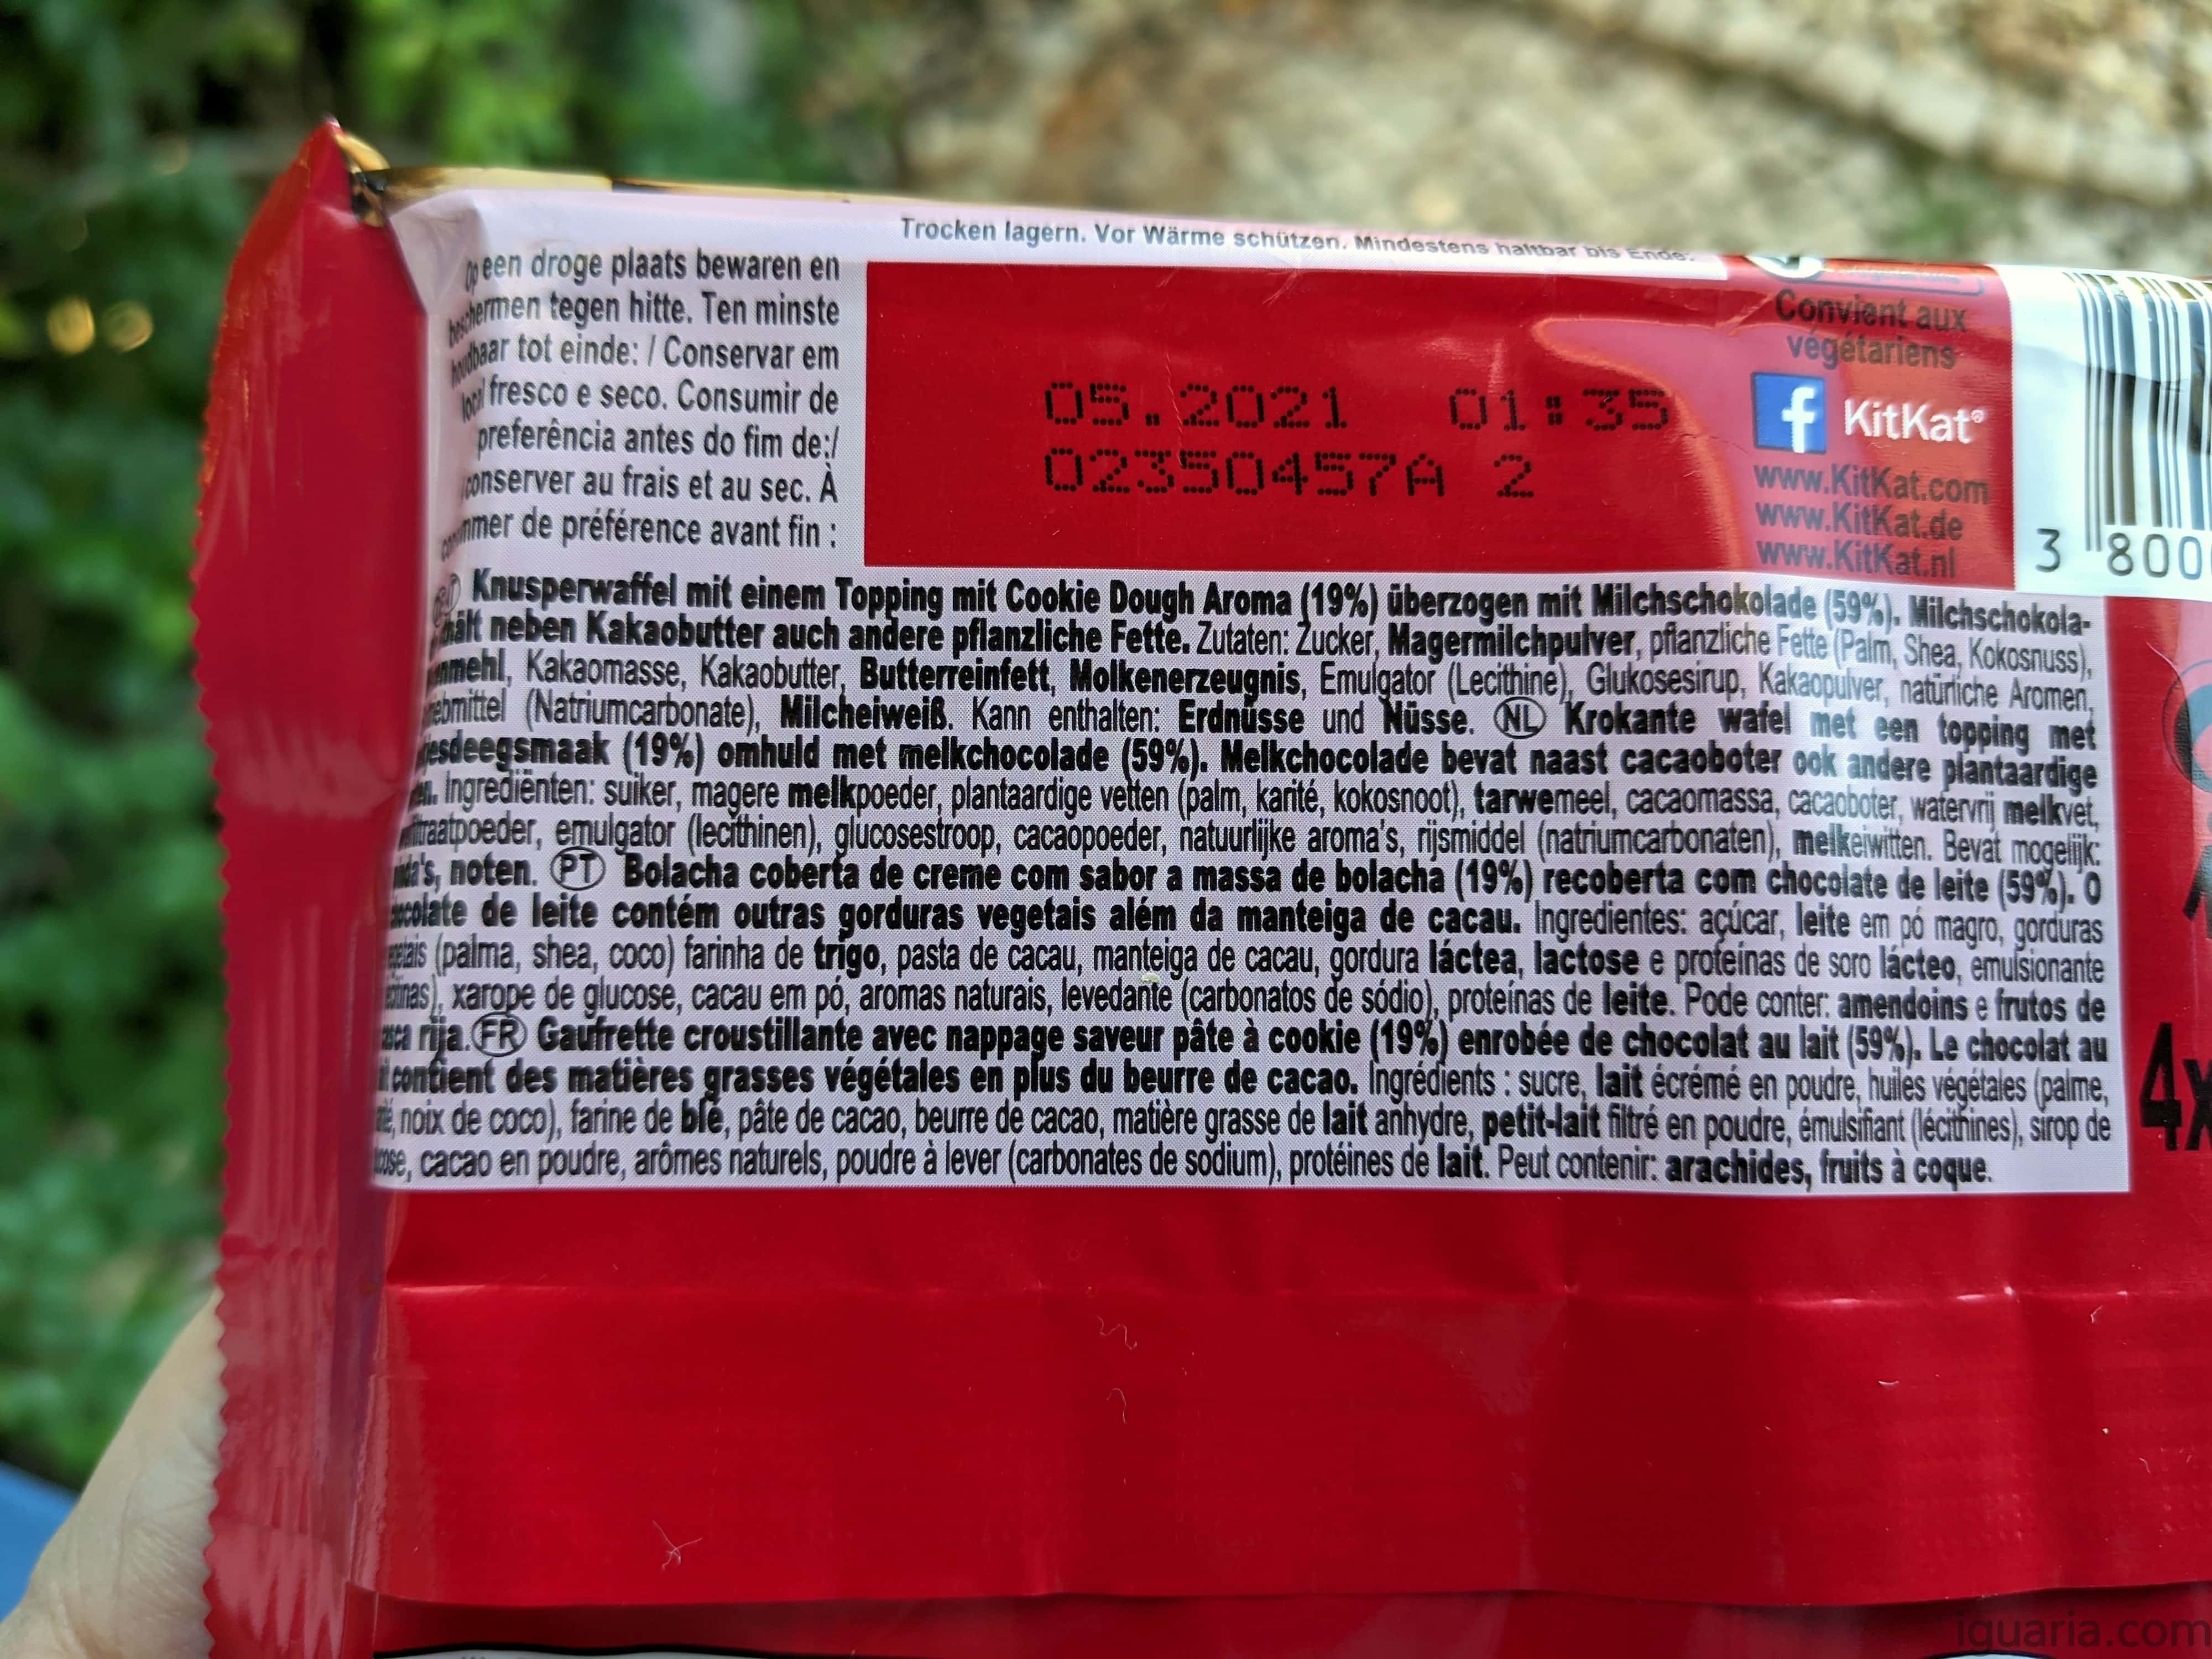 Trocken lagern. Vor Wärme schützen. Mindestens haltbar bis Ende:
Op een droge plaats bewaren en
beschermen tegen hitte. Ten minste
houdbaar tot einde: / Conservar em
local fresco e seco. Consumir de
preferência antes do fim de:/
conserver au frais et au sec. À
consommer de préférence avant fin :
05.2021 01:35
02350457A 2
Convient aux
végétariens
f KitKat®
www.KitKat.com
www.KitKat.de
www.KitKat.nl
3 800
Knusperwaffel mit einem Topping mit Cookie Dough Aroma (19%) überzogen mit Milchschokolade (59%). Milchschokola-
neben Kakaobutter auch andere pflanzliche Fette. Zutaten: Zucker, Magermilchpulver, pflanzliche Fette (Palm, Shea, Kokosnuss),
Kakaomasse, Kakaobutter, Butterreinfett, Molkenerzeugnis, Emulgator (Lecithine), Glukosesirup, Kakaopulver, natürliche Aromen,
(Natriumcarbonate), Milcheiweiß. Kann enthalten: Erdnüsse und Nüsse. NL Krokante wafel met een topping met
(19%) omhuld met melkchocolade (59%). Melkchocolade bevat naast cacaoboter ook andere plantaardige
Ingrediënten: suiker, magere melkpoeder, plantaardige vetten (palm, karité, kokosnoot), tarwemeel, cacaomassa, cacaoboter, watervrij melkvet,
emulgator (lecithinen), glucosestroop, cacaopoeder, natuurlijke aroma's, rijsmiddel (natriumcarbonaten), melkeiwitten. Bevat mogelijk:
noten. PT Bolacha coberta de creme com sabor a massa de bolacha (19%) recoberta com chocolate de leite (59%). O
chocolate de leite contém outras gorduras vegetais além da manteiga de cacau. Ingredientes: açúcar, leite em pó magro, gorduras
vegetais (palma, shea, coco) farinha de trigo, pasta de cacau, manteiga de cacau, gordura láctea, lactose e proteínas de soro lácteo, emulsionante
xarope de glucose, cacau em pó, aromas naturais, levedante (carbonatos de sódio), proteínas de leite. Pode conter: amendoins e frutos de
casca rija. FR Gaufrette croustillante avec nappage saveur pâte à cookie (19%) enrobée de chocolat au lait (59%). Le chocolat au
contient des matières grasses végétales en plus du beurre de cacao. Ingrédients : sucre, lait écrémé en poudre, huiles végétales (palme,
noix de coco), farine de blé, pâte de cacao, beurre de cacao, matière grasse de lait anhydre, petit-lait filtré en poudre, émulsifiant (lécithines), sirop de
cacao en poudre, arômes naturels, poudre à lever (carbonates de sodium), protéines de lait. Peut contenir: arachides, fruits à coque.
4x
iguaria.com